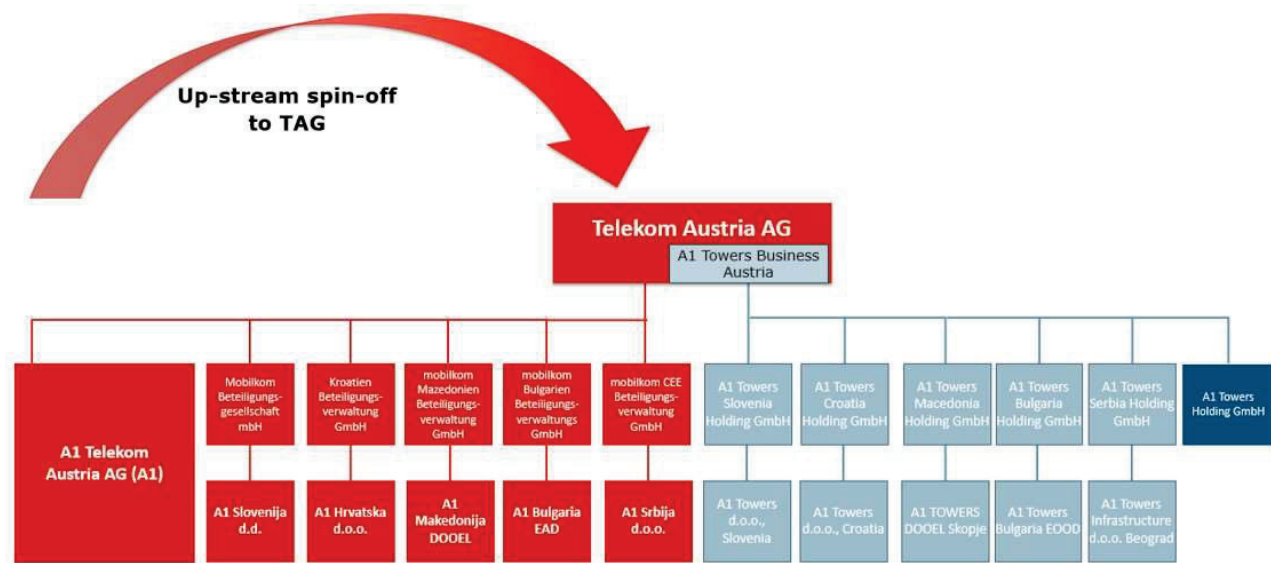 Up-stream spin-off
to TAG
Telekom Austria AG
A1 Towers Business
Austria
A1 Telekom
Austria AG (A1)
Mobilkom
Beteiligungs-
gesellschaft
mbH
Kroatien
Beteiligungs-
verwaltung
GmbH
mobilkom
Mazedonien
Beteiligungs-
verwaltung
GmbH
mobilkom
Bulgarien
Beteiligungs-
verwaltungs
GmbH
mobilkom CEE
Beteiligungs-
verwaltung
GmbH
A1 Towers
Slovenia
Holding GmbH
A1 Towers
Croatia
Holding GmbH
A1 Towers
Macedonia
Holding GmbH
A1 Towers
Bulgaria
Holding GmbH
A1 Towers
Serbia Holding
GmbH
A1 Towers
Holding GmbH
A1 Slovenija
d.d.
A1 Hrvatska
d.o.o.
A1
Makedonija
DOOEL
A1 Bulgaria
EAD
A1 Srbija
d.o.o.
A1 Towers
d.o.o.,
Slovenia
A1 Towers
d.o.o., Croatia
A1 TOWERS
DOOEL Skopje
A1 Towers
Bulgaria EOOD
A1 Towers
Infrastructure
d.o.o. Beograd